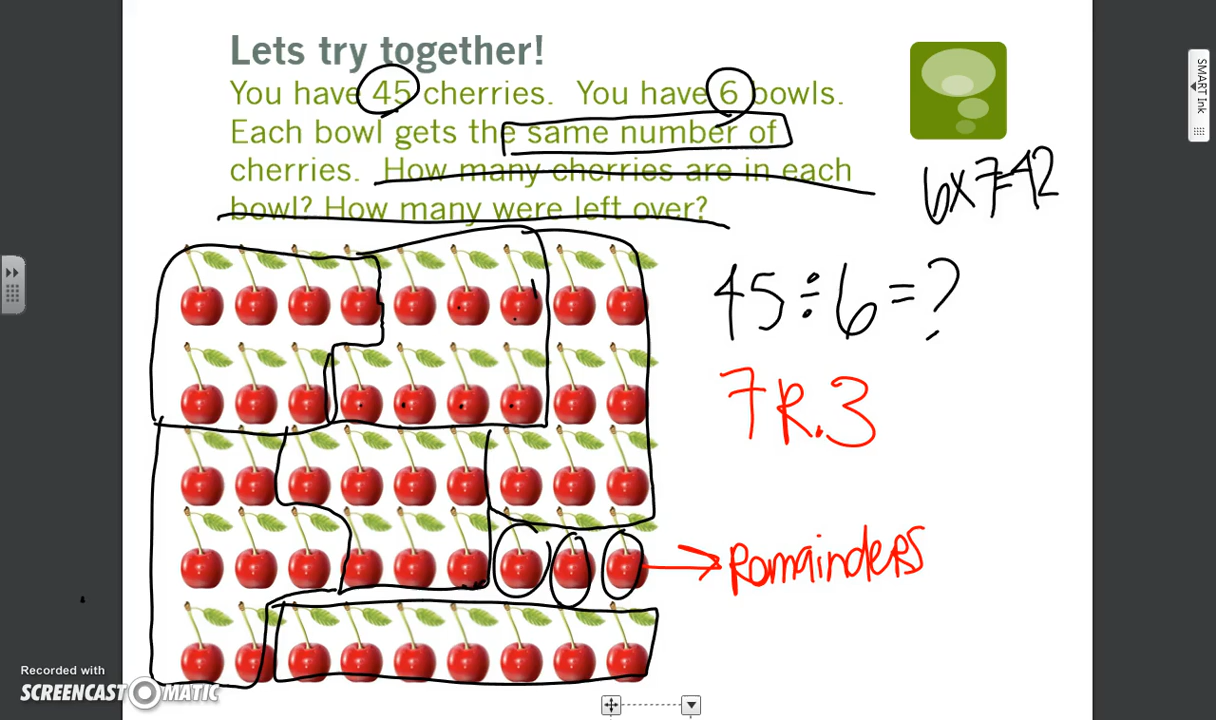 Lets try together!
You have 45 cherries. You have 6 bowls.
Each bowl gets the same number of
cherries. How many cherries are in each
bowl? How many were left over?
6x7=42
45÷6=?
7R.3
Remainders
SMART Ink
Recorded with
SCREENCAST-O-MATIC